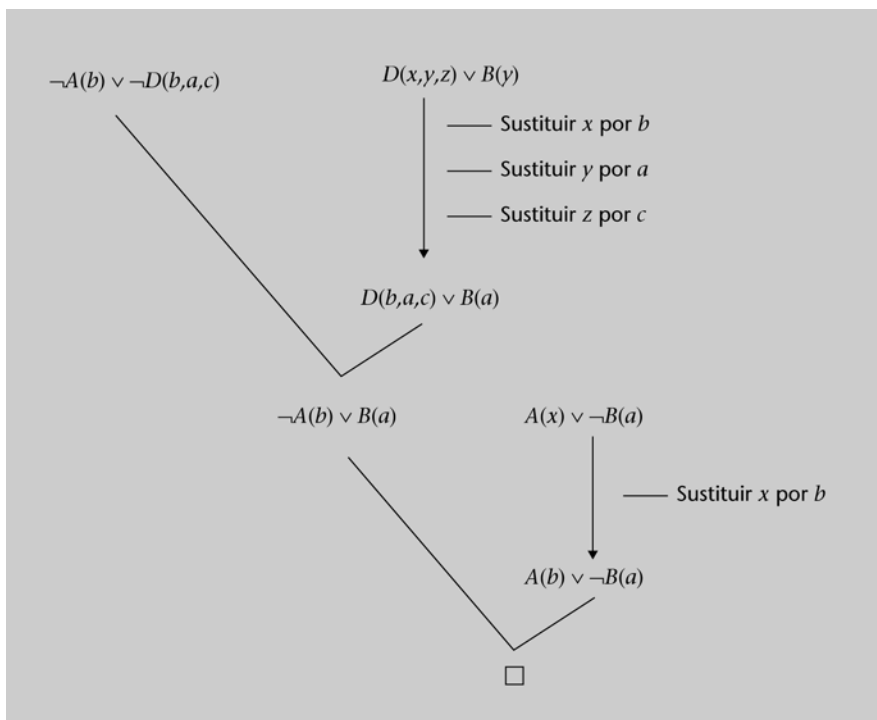 ¬A(b) ∨ ¬D(b,a,c)
D(x,y,z) ∨ B(y)
Sustituir x por b
Sustituir y por a
Sustituir z por c
D(b,a,c) ∨ B(a)
¬A(b) ∨ B(a)
A(x) ∨ ¬B(a)
Sustituir x por b
A(b) ∨ ¬B(a)
□